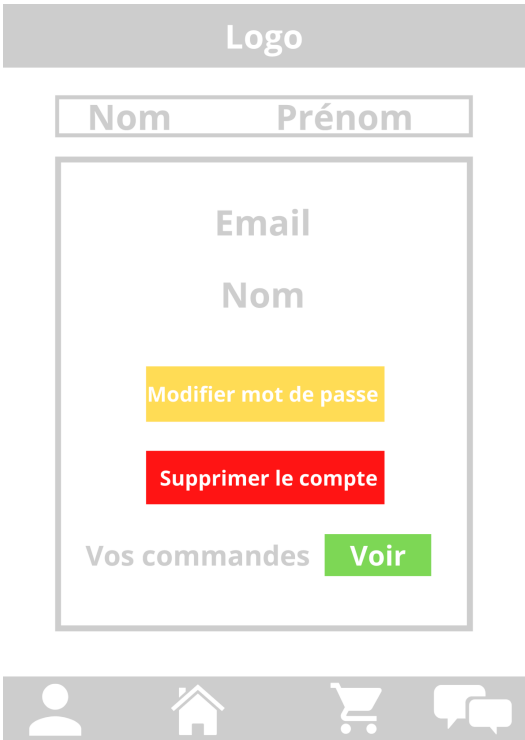 Logo
Nom Prénom
Email
Nom
Modifier mot de passe
Supprimer le compte
Vos commandes Voir